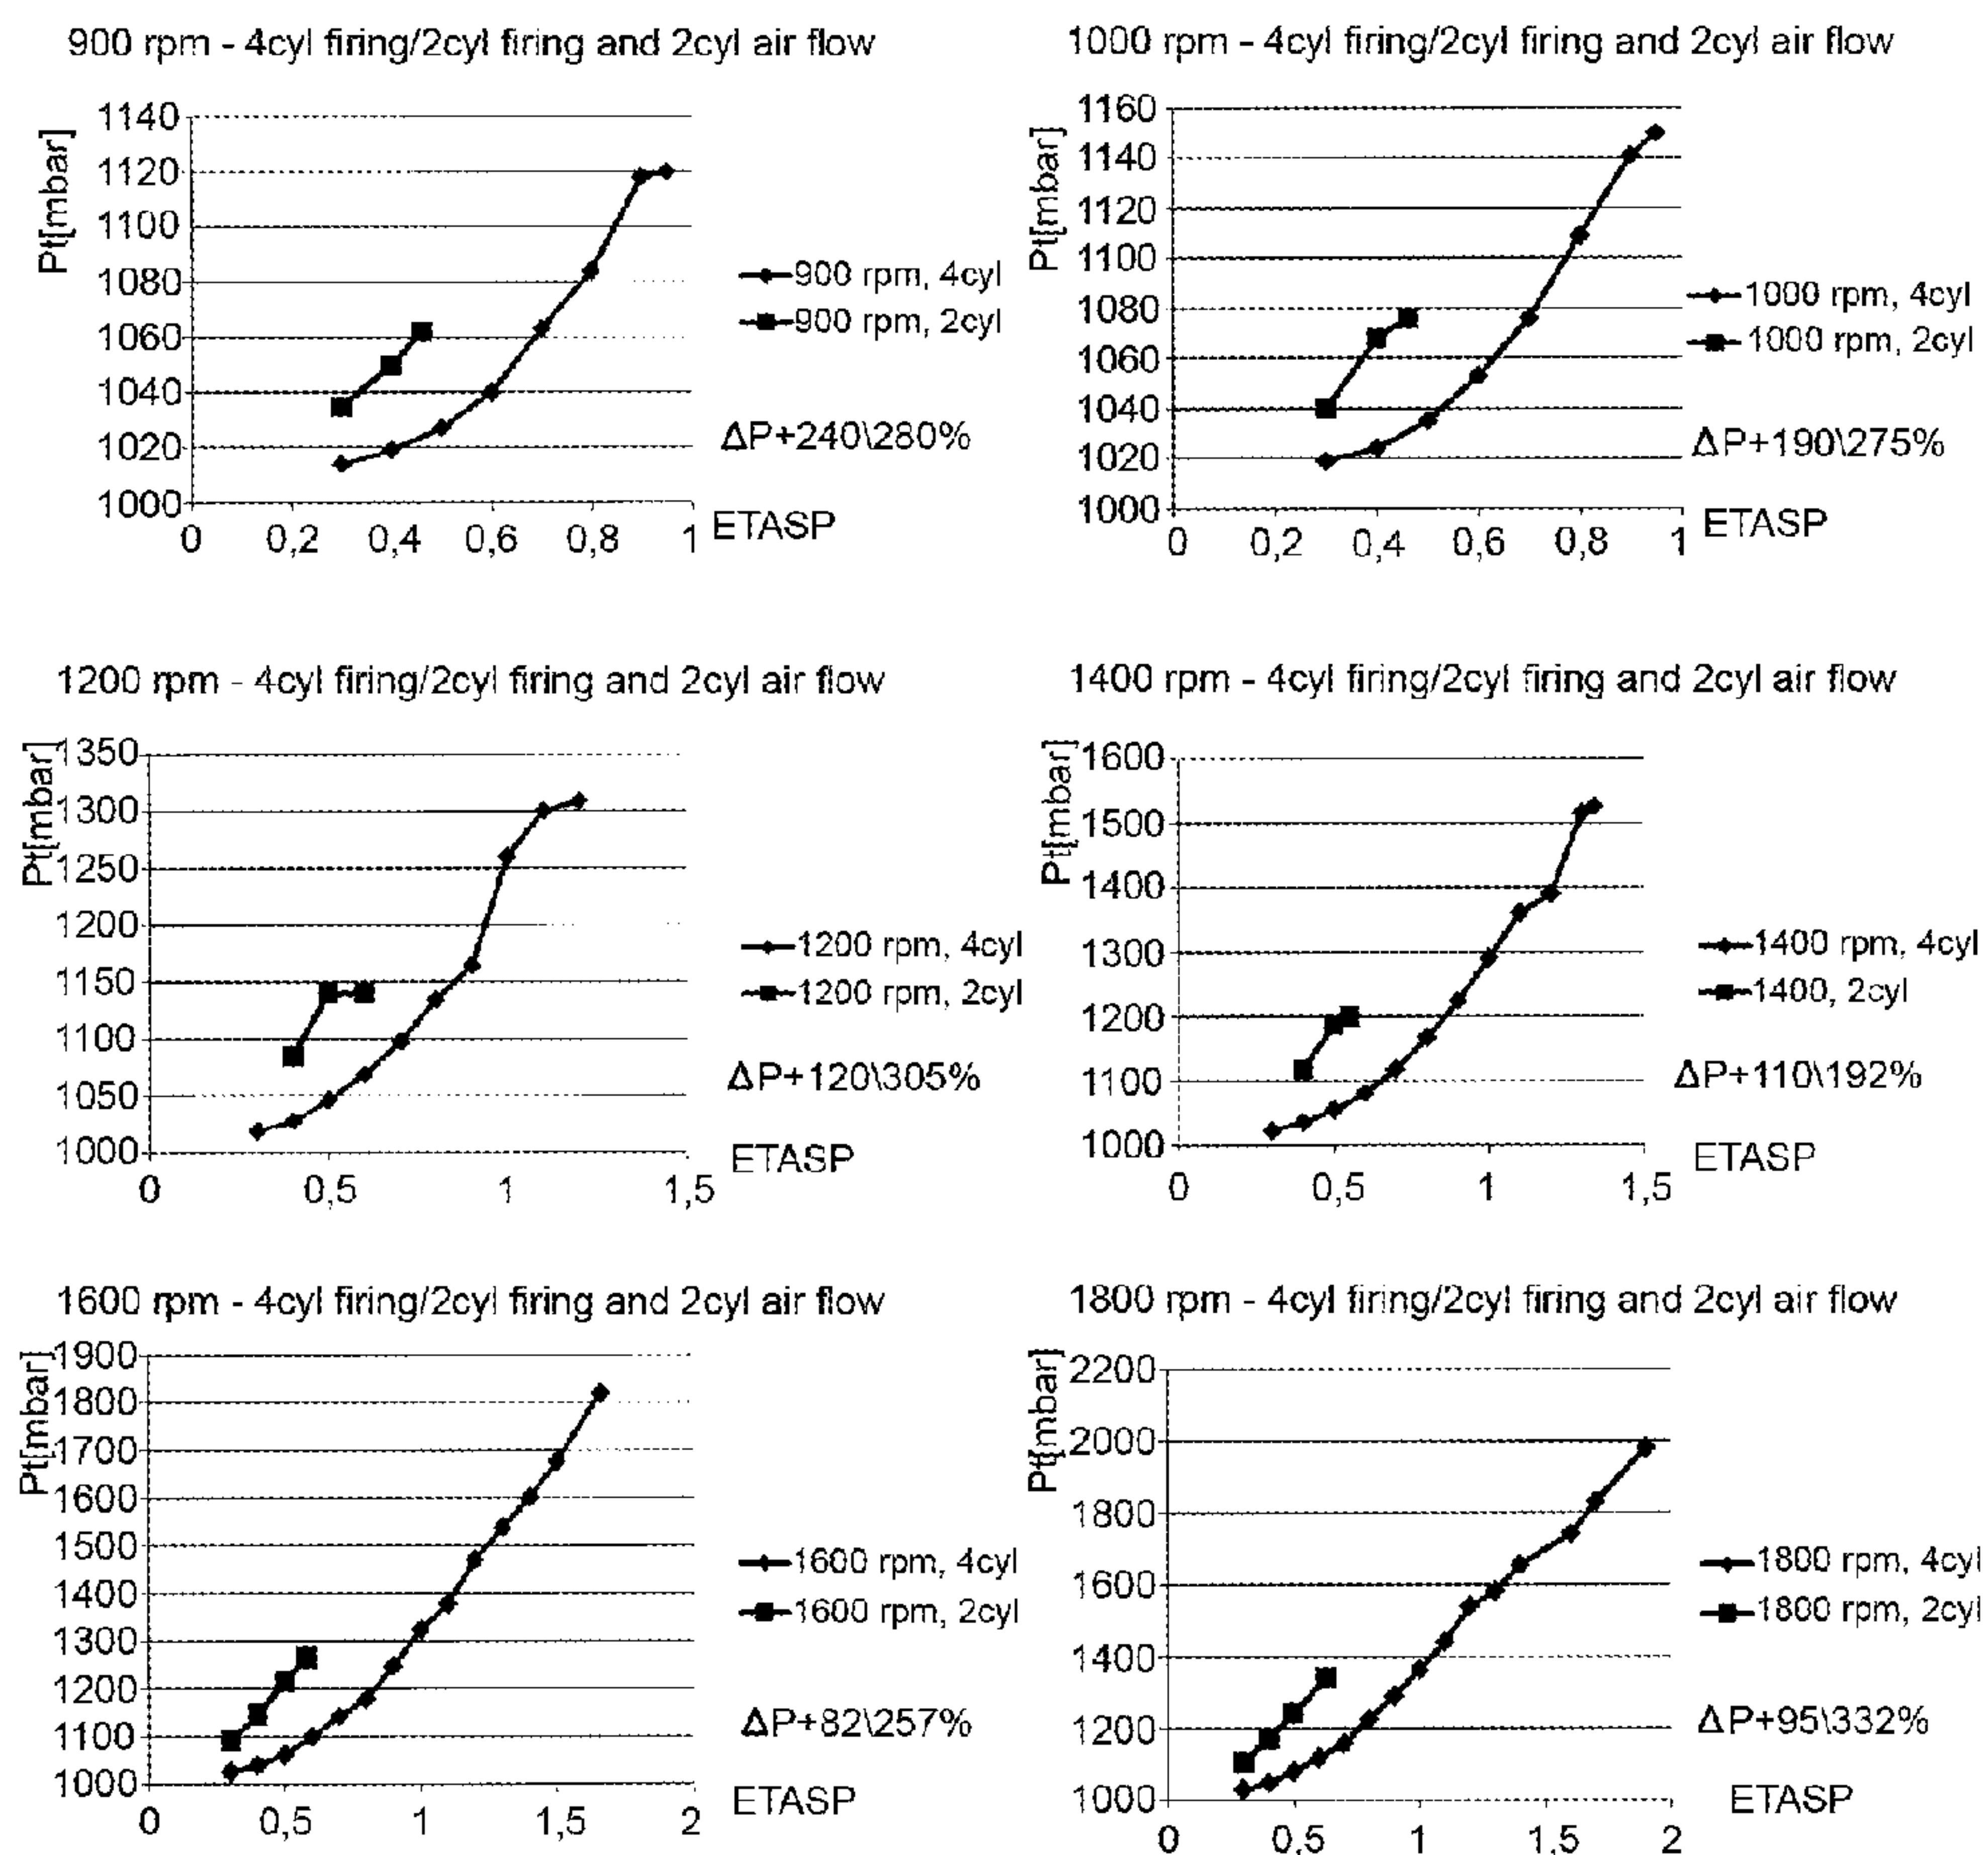 900 rpm - 4cyl firing/2cyl firing and 2cyl air flow
Pt[mbar]
1140
1120
1100
1080
1060
1040
1020
1000
0 0,2 0,4 0,6 0,8 1
ETASP
900 rpm, 4cyl
900 rpm, 2cyl
ΔP+240\280%
1000 rpm - 4cyl firing/2cyl firing and 2cyl air flow
Pt[mbar]
1160
1140
1120
1100
1080
1060
1040
1020
1000
0 0,2 0,4 0,6 0,8 1
ETASP
1000 rpm, 4cyl
1000 rpm, 2cyl
ΔP+190\275%
1200 rpm - 4cyl firing/2cyl firing and 2cyl air flow
Pt[mbar]
1350
1300
1250
1200
1150
1100
1050
1000
0 0,5 1 1,5
ETASP
1200 rpm, 4cyl
1200 rpm, 2cyl
ΔP+120\305%
1400 rpm - 4cyl firing/2cyl firing and 2cyl air flow
Pt[mbar]
1600
1500
1400
1300
1200
1100
1000
0 0,5 1 1,5
ETASP
1400 rpm, 4cyl
1400, 2cyl
ΔP+110\192%
1600 rpm - 4cyl firing/2cyl firing and 2cyl air flow
Pt[mbar]
1900
1800
1700
1600
1500
1400
1300
1200
1100
1000
0 0,5 1 1,5 2
ETASP
1600 rpm, 4cyl
1600 rpm, 2cyl
ΔP+82\257%
1800 rpm - 4cyl firing/2cyl firing and 2cyl air flow
Pt[mbar]
2200
2000
1800
1600
1400
1200
1000
0 0,5 1 1,5 2
ETASP
1800 rpm, 4cyl
1800 rpm, 2cyl
ΔP+95\332%